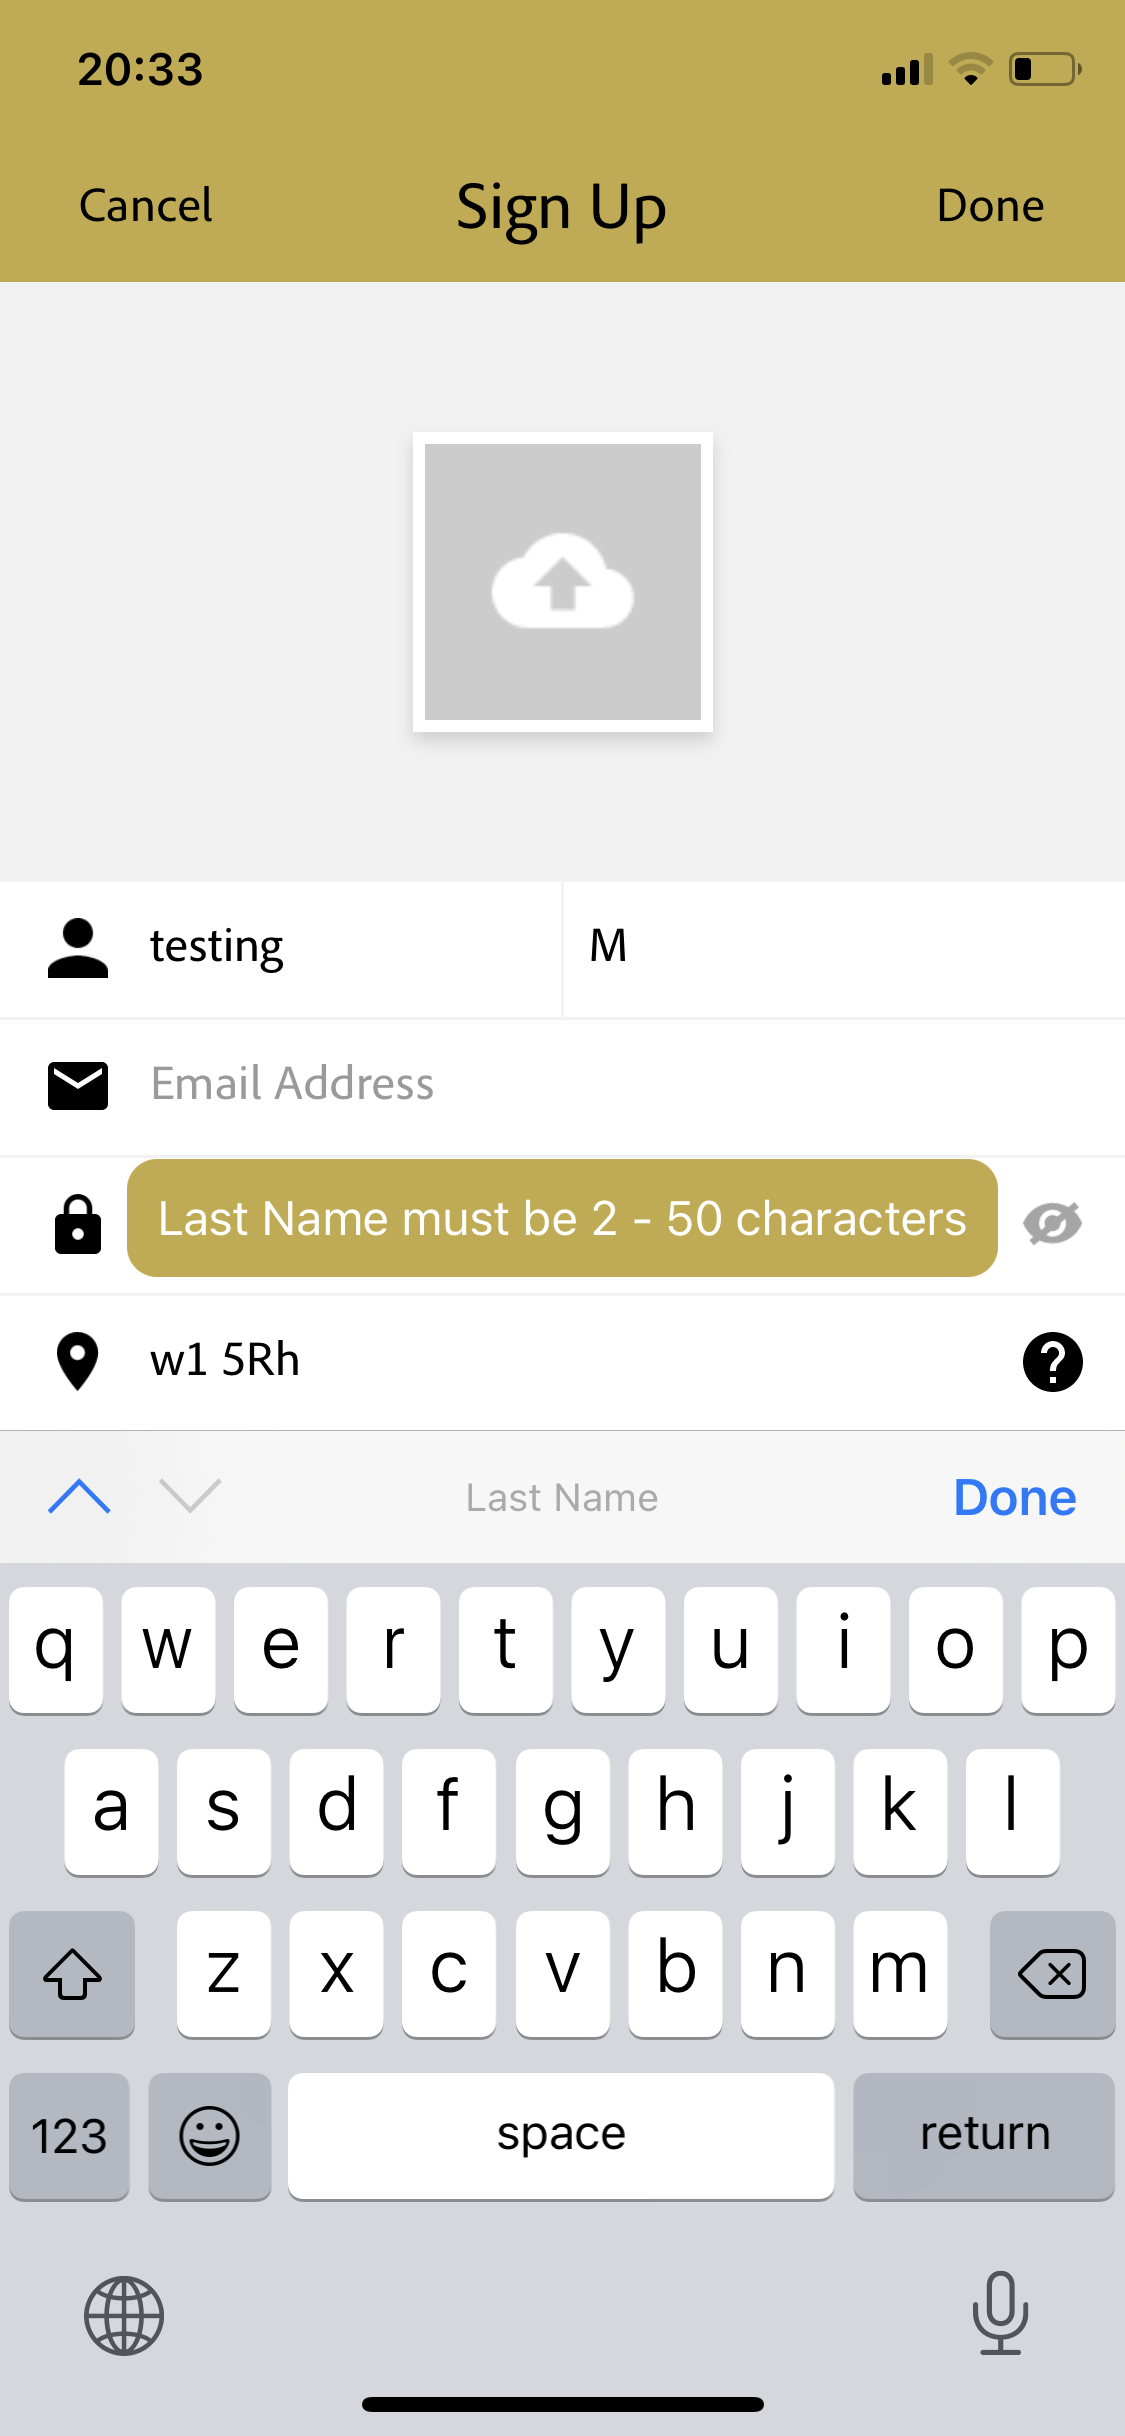 20:33
Cancel Sign Up Done
testing M
Email Address
Last Name must be 2 - 50 characters
w1 5Rh
Last Name Done
q w e r t y u i o p
a s d f g h j k l
z x c v b n m
123 space return